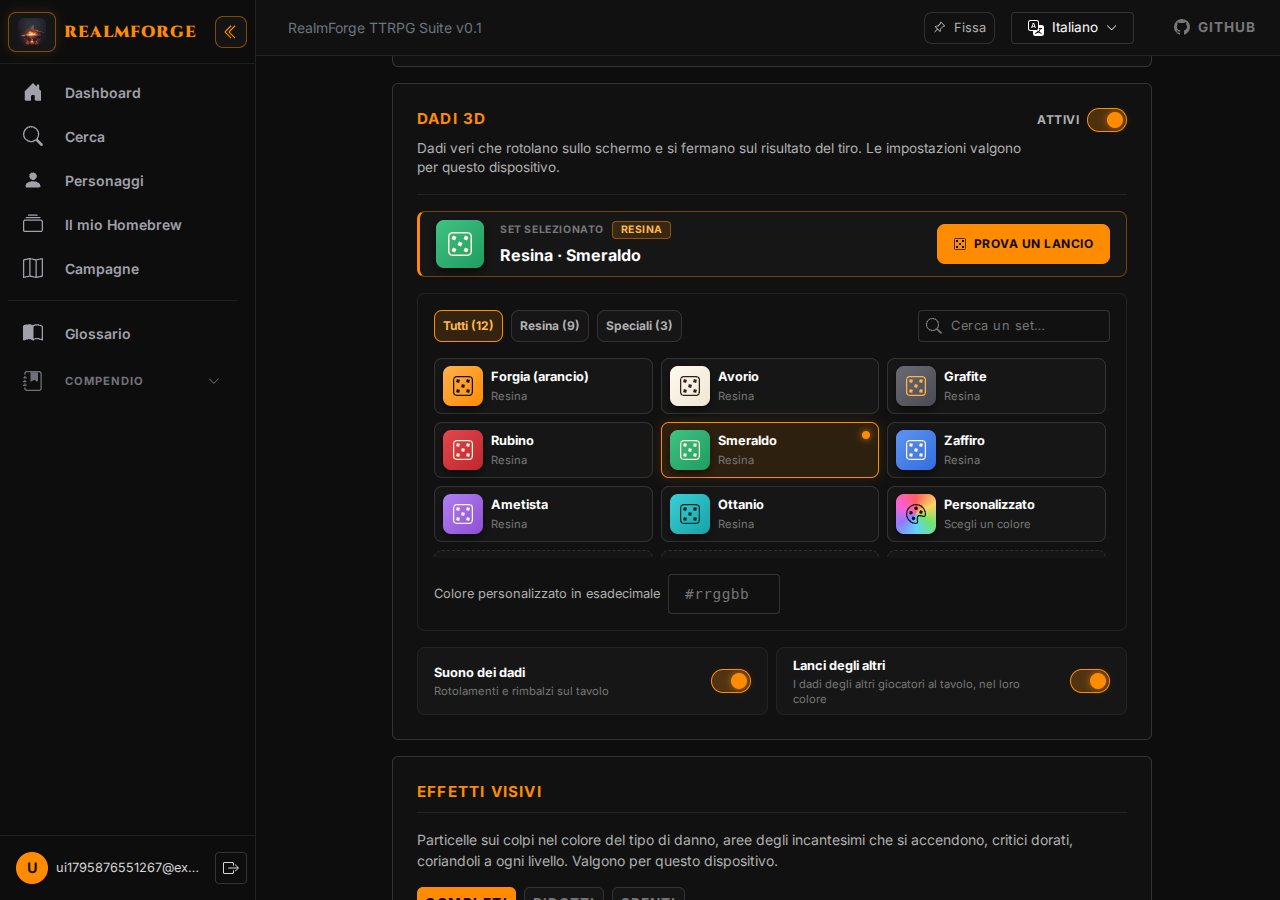 REALMFORGE
RealmForge TTRPG Suite v0.1
Fissa
Italiano
GITHUB
Dashboard
Cerca
Personaggi
Il mio Homebrew
Campagne
Glossario
COMPENDIO
U
ui1795876551267@ex...
DADI 3D
ATTIVI
Dadi veri che rotolano sullo schermo e si fermano sul risultato del tiro. Le impostazioni valgono
per questo dispositivo.
SET SELEZIONATO
RESINA
Resina · Smeraldo
PROVA UN LANCIO
Tutti (12)
Resina (9)
Speciali (3)
Cerca un set...
Forgia (arancio)
Resina
Avorio
Resina
Grafite
Resina
Rubino
Resina
Smeraldo
Resina
Zaffiro
Resina
Ametista
Resina
Ottanio
Resina
Personalizzato
Scegli un colore
Colore personalizzato in esadecimale
#rrggbb
Suono dei dadi
Rotolamenti e rimbalzi sul tavolo
Lanci degli altri
I dadi degli altri giocatori al tavolo, nel loro
colore
EFFETTI VISIVI
Particelle sui colpi nel colore del tipo di danno, aree degli incantesimi che si accendono, critici dorati,
coriandoli a ogni livello. Valgono per questo dispositivo.
COMPLETI
RIDOTTI
SPENTI